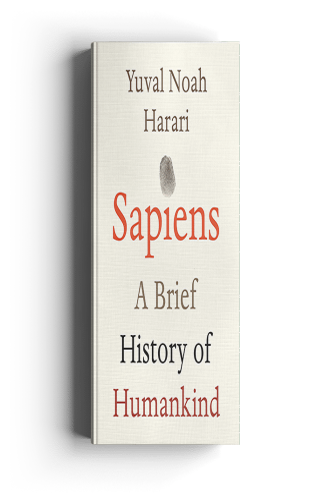 Yuval Noah
Harari
Sapiens
A Brief
History of
Humankind